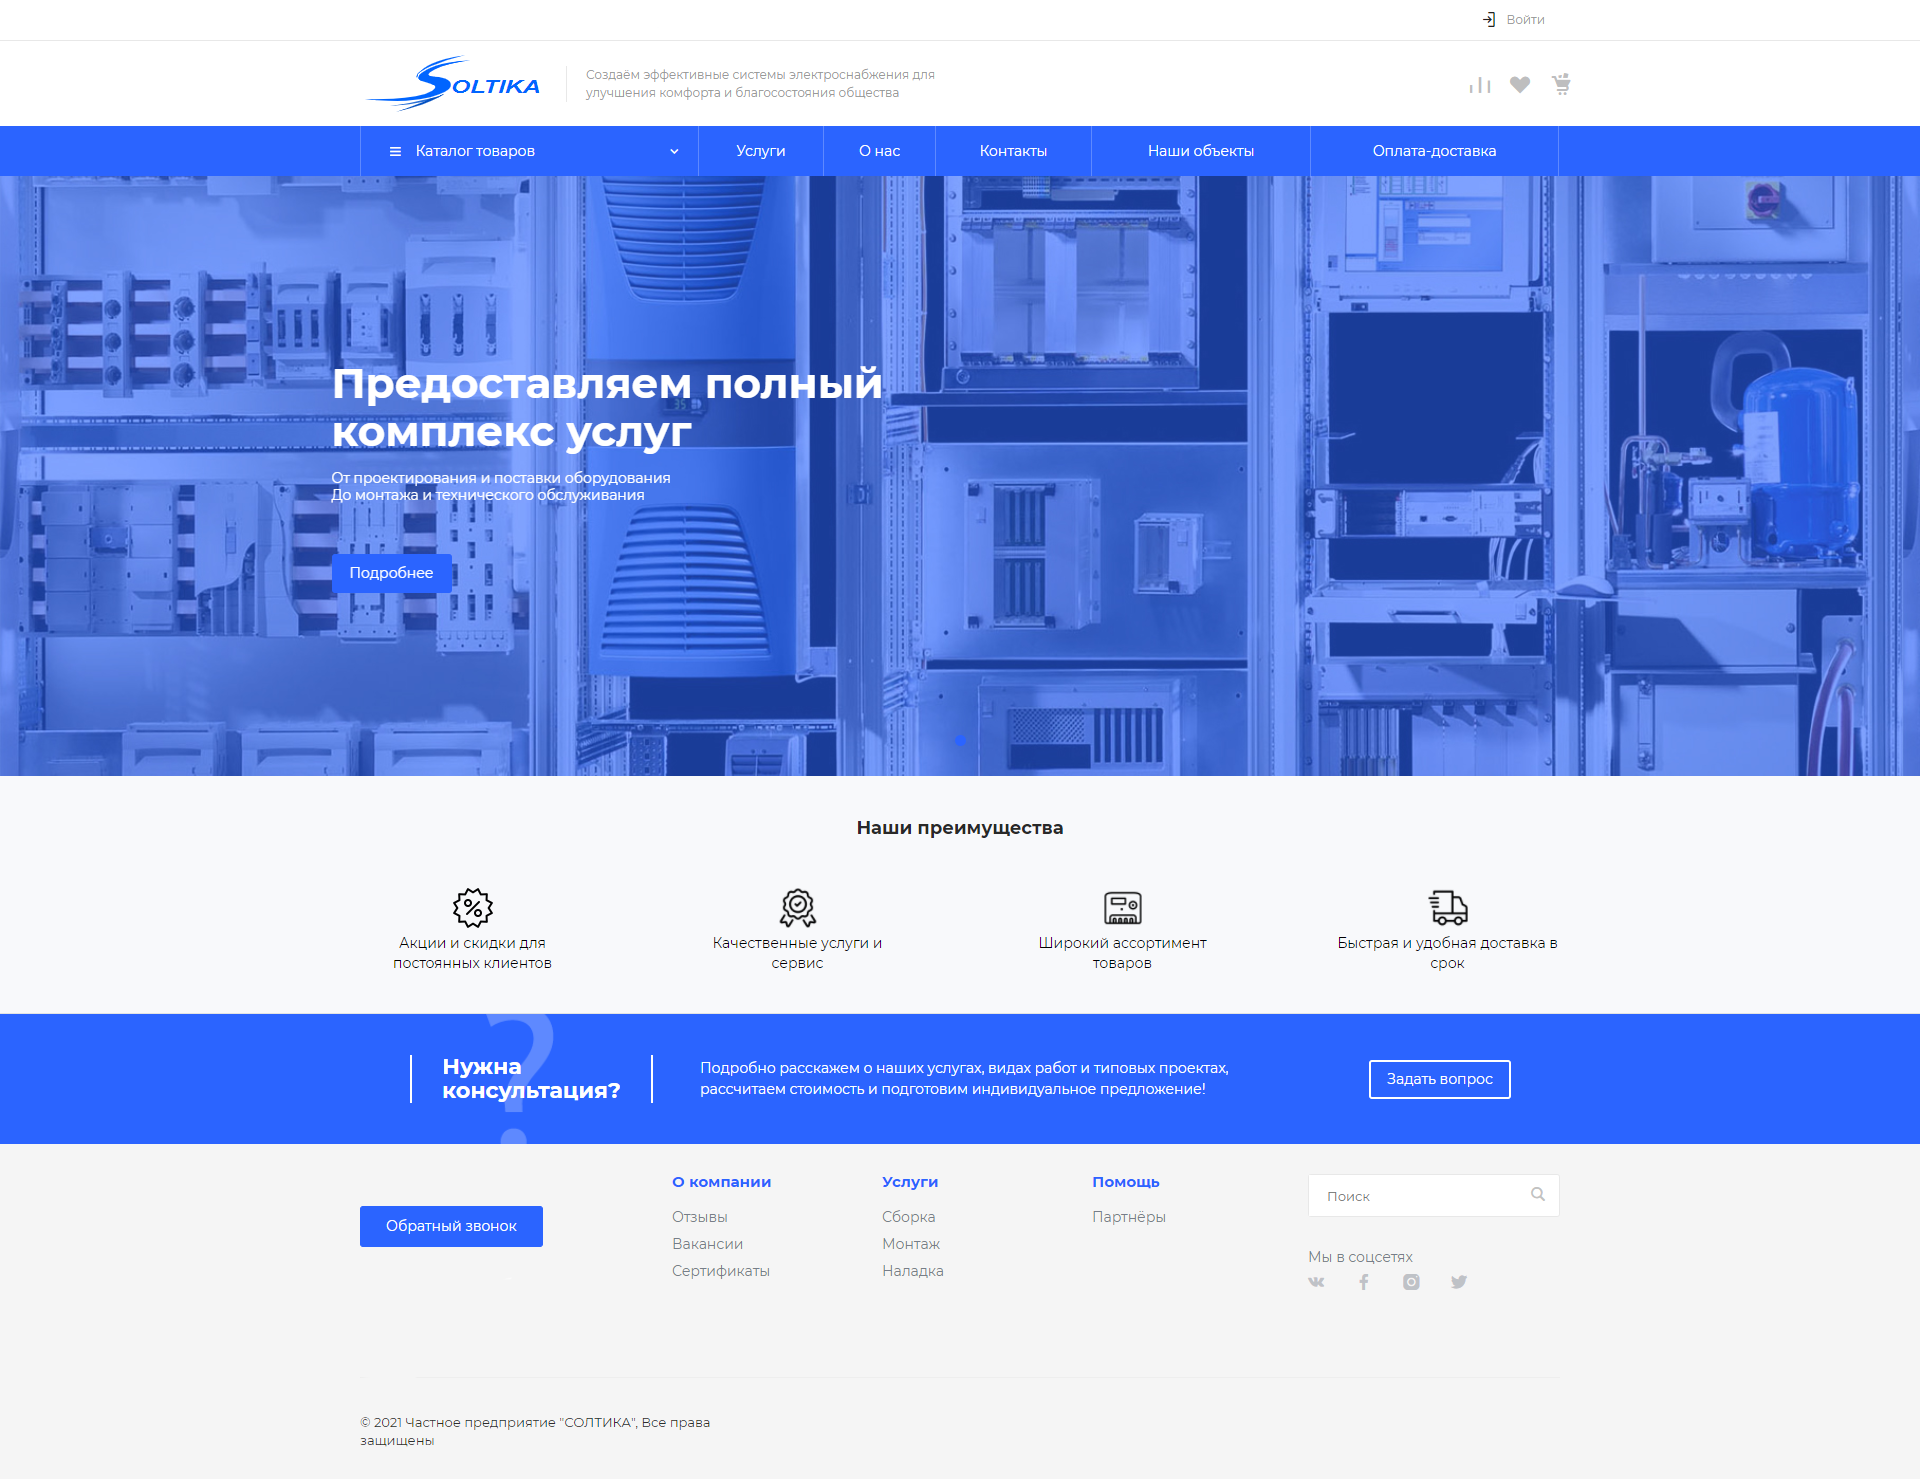 Войти
SOLTIKA
Создаём эффективные системы электроснабжения для
улучшения комфорта и благосостояния общества
Каталог товаров
Услуги
О нас
Контакты
Наши объекты
Оплата-доставка
Предоставляем полный
комплекс услуг
От проектирования и поставки оборудования
До монтажа и технического обслуживания
Подробнее
Наши преимущества
Акции и скидки для
постоянных клиентов
Качественные услуги и
сервис
Широкий ассортимент
товаров
Быстрая и удобная доставка в
срок
Нужна
консультация?
Подробно расскажем о наших услугах, видах работ и типовых проектах,
рассчитаем стоимость и подготовим индивидуальное предложение!
Задать вопрос
Обратный звонок
О компании
Отзывы
Вакансии
Сертификаты
Услуги
Сборка
Монтаж
Наладка
Помощь
Партнёры
Поиск
Мы в соцсетях
© 2021 Частное предприятие "СОЛТИКА", Все права
защищены